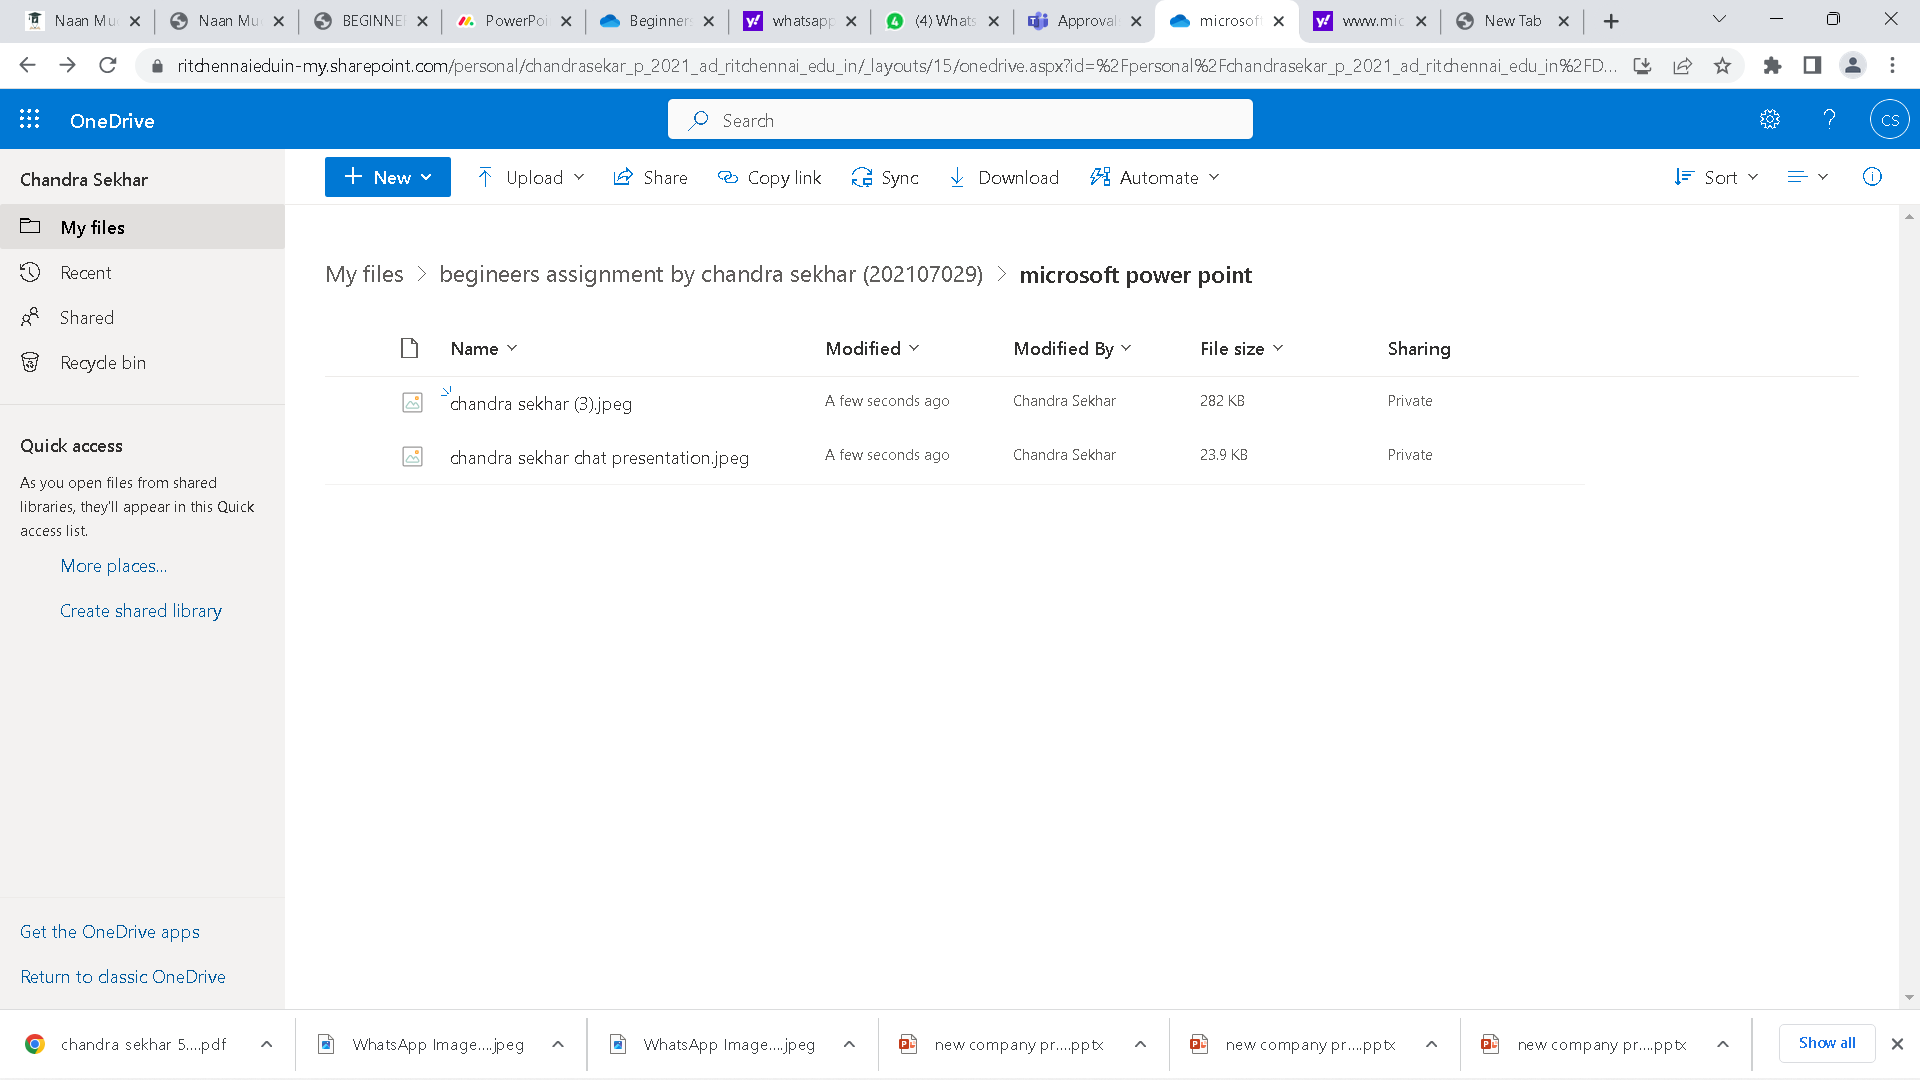 Naan Mu
Naan Mu
BEGINNE
PowerPoi
Beginners
whatsapp
(4) Whats
Approval
microsoft
www.mic
New Tab
ritchennaieduin-my.sharepoint.com/personal/chandrasekar_p_2021_ad_ritchennai_edu_in/_layouts/15/onedrive.aspx?id=%2Fpersonal%2Fchandrasekar_p_2021_ad_ritchennai_edu_in%2FD...
OneDrive
Search
CS
Chandra Sekhar
New
Upload
Share
Copy link
Sync
Download
Automate
Sort
My files
Recent
Shared
Recycle bin
Quick access
As you open files from shared
libraries, they'll appear in this Quick
access list.
More places...
Create shared library
Get the OneDrive apps
Return to classic OneDrive
My files > begineers assignment by chandra sekhar (202107029) > microsoft power point
Name Modified Modified By File size Sharing
chandra sekhar (3).jpeg A few seconds ago Chandra Sekhar 282 KB Private
chandra sekhar chat presentation.jpeg A few seconds ago Chandra Sekhar 23.9 KB Private
chandra sekhar 5....pdf
WhatsApp Image....jpeg
WhatsApp Image....jpeg
new company pr....pptx
new company pr....pptx
new company pr....pptx
Show all